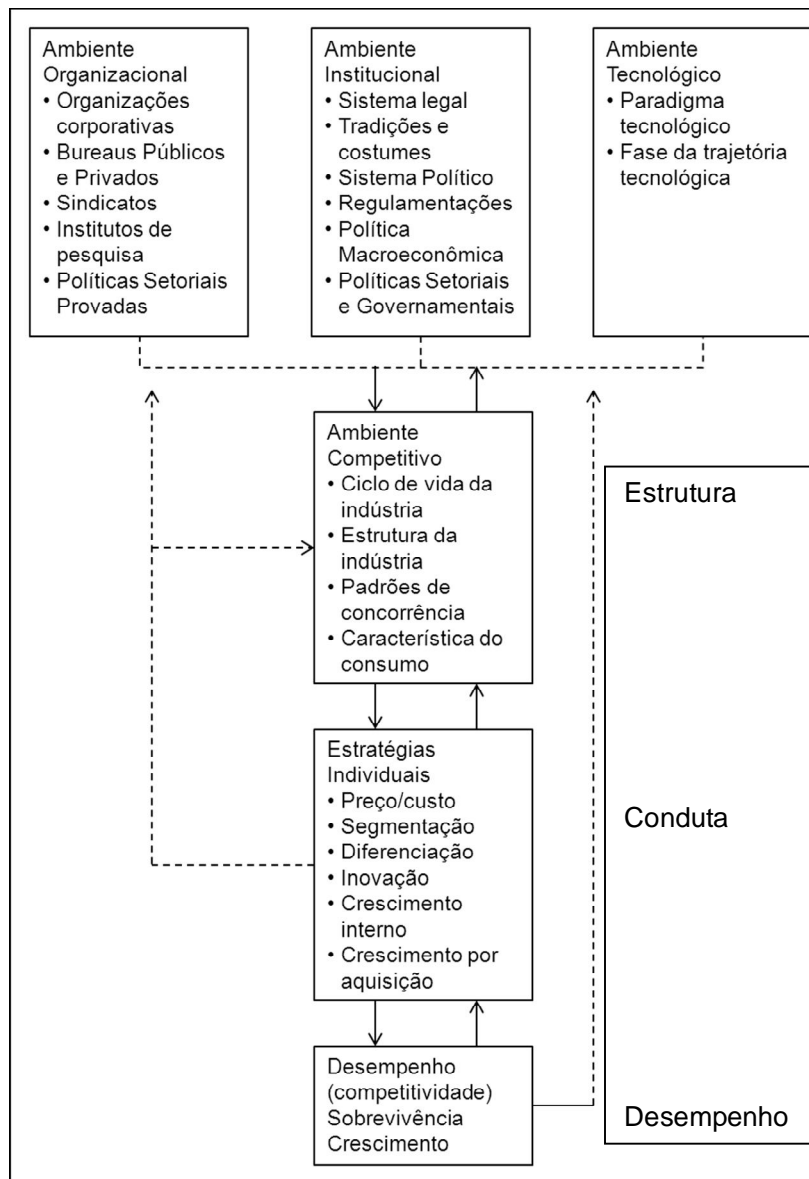 Ambiente
Organizacional
• Organizações
corporativas
• Bureaus Públicos
e Privados
• Sindicatos
• Institutos de
pesquisa
• Políticas Setoriais
Provadas
Ambiente
Institucional
• Sistema legal
• Tradições e
costumes
• Sistema Político
• Regulamentações
• Política
Macroeconômica
• Políticas Setoriais
e Governamentais
Ambiente
Tecnológico
• Paradigma
tecnológico
• Fase da trajetória
tecnológica
Ambiente
Competitivo
• Ciclo de vida da
indústria
• Estrutura da
indústria
• Padrões de
concorrência
• Característica do
consumo
Estrutura
Estratégias
Individuais
• Preço/custo
• Segmentação
• Diferenciação
• Inovação
• Crescimento
interno
• Crescimento por
aquisição
Conduta
Desempenho
(competitividade)
Sobrevivência
Crescimento
Desempenho